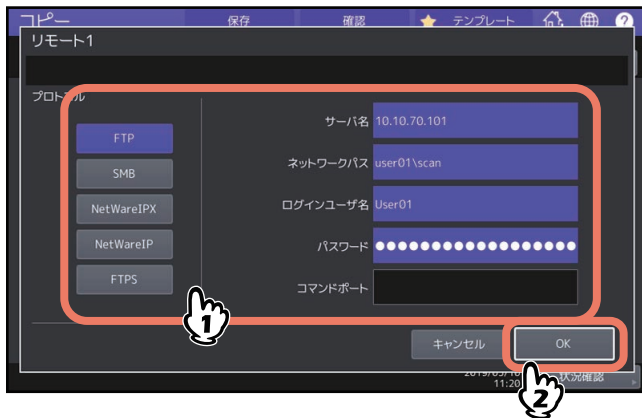 コピー 保存 確認 テンプレート ?
リモート1
プロトコル
FTP
SMB
NetWareIPX
NetWareIP
FTPS
サーバ名 10.10.70.101
ネットワークパス user01\scan
ログインユーザ名 User01
パスワード ●●●●●●●●●●●●●●●●●●
コマンドポート
1
キャンセル OK
11:20 状況確認
2